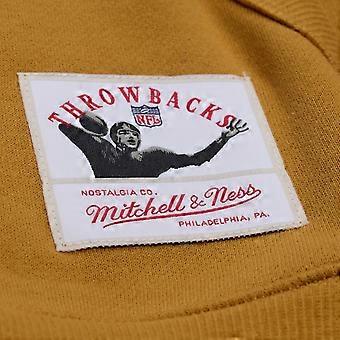 THROWBACKS
NFL
NOSTALGIA CO.
Mitchell & Ness
PHILADELPHIA, PA.